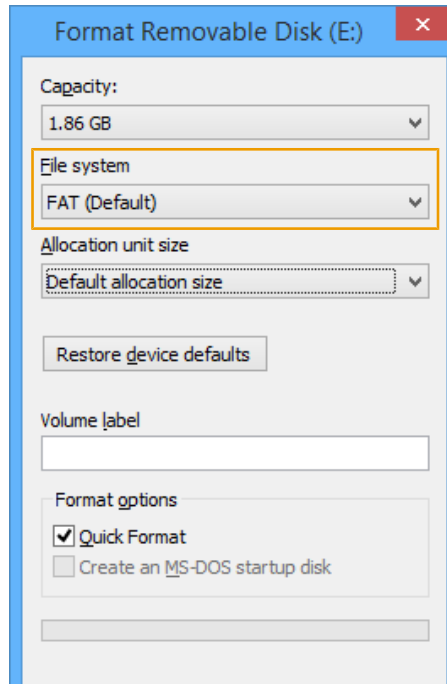 Format Removable Disk (E:)
Capacity:
1.86 GB
File system
FAT (Default)
Allocation unit size
Default allocation size
Restore device defaults
Volume label
Format options
Quick Format
Create an MS-DOS startup disk